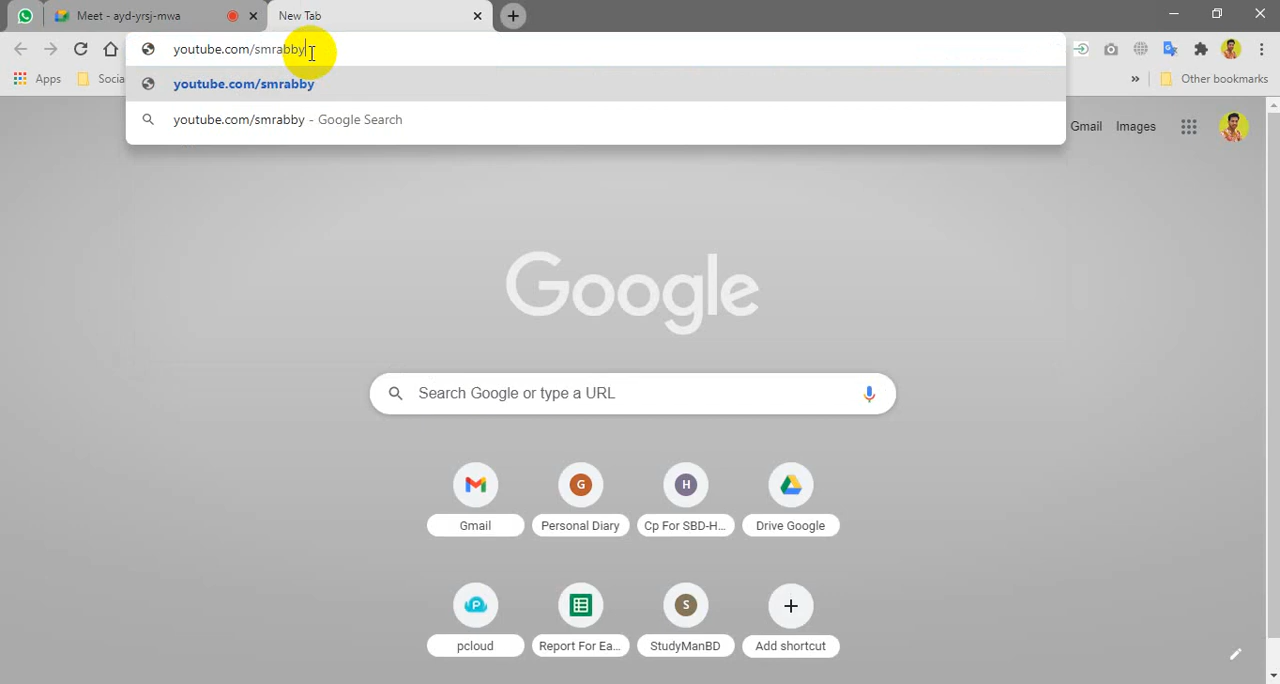 Meet - ayd-yrsj-mwa
New Tab
youtube.com/smrabby
Apps
Socia
youtube.com/smrabby
youtube.com/smrabby - Google Search
»
Other bookmarks
Gmail
Images
Google
Search Google or type a URL
Gmail
G
Personal Diary
H
Cp For SBD-H...
Drive Google
P
pcloud
Report For Ea...
S
StudyManBD
Add shortcut